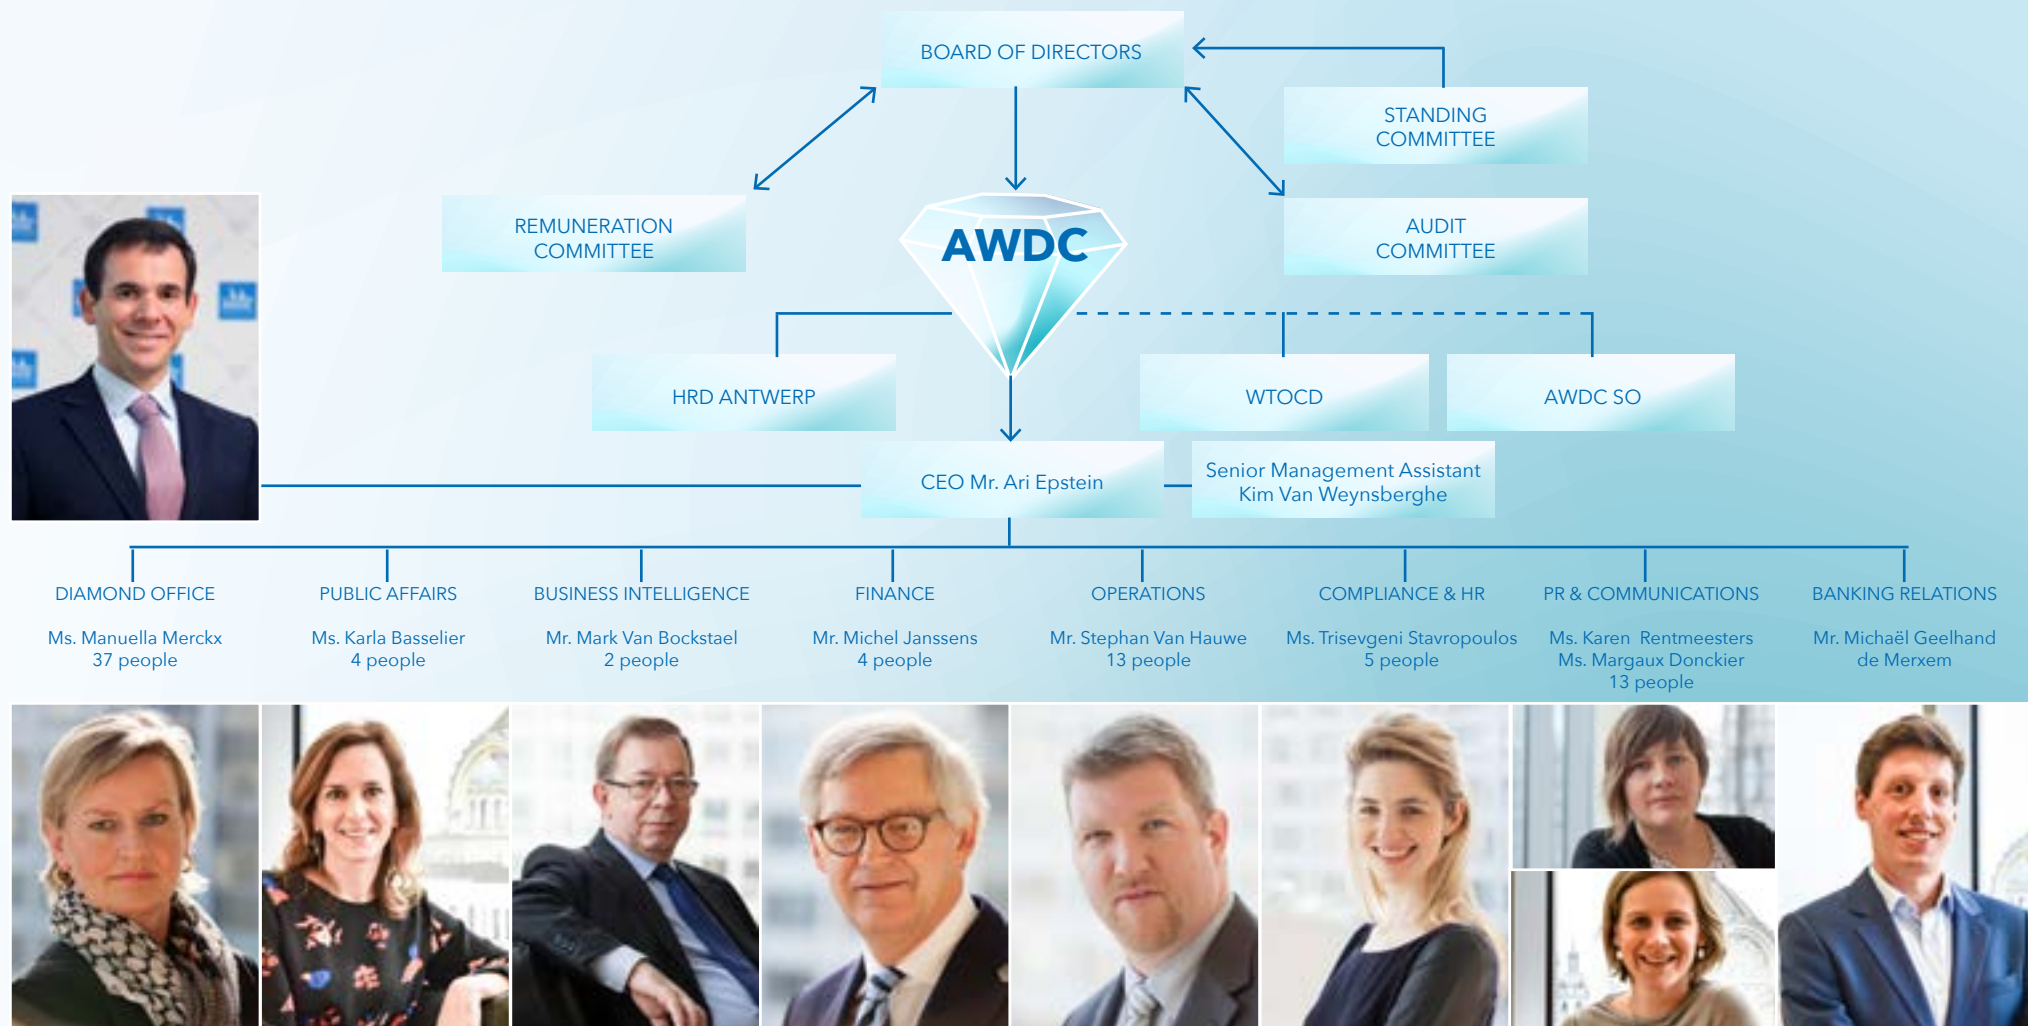 BOARD OF DIRECTORS
STANDING
COMMITTEE
REMUNERATION
COMMITTEE
AWDC
AUDIT
COMMITTEE
HRD ANTWERP
WTOCD
AWDC SO
CEO Mr. Ari Epstein
Senior Management Assistant
Kim Van Weynsberghe
DIAMOND OFFICE
Ms. Manuella Merckx
37 people
PUBLIC AFFAIRS
Ms. Karla Basselier
4 people
BUSINESS INTELLIGENCE
Mr. Mark Van Bockstael
2 people
FINANCE
Mr. Michel Janssens
4 people
OPERATIONS
Mr. Stephan Van Hauwe
13 people
COMPLIANCE & HR
Ms. Trisevgeni Stavropoulos
5 people
PR & COMMUNICATIONS
Ms. Karen Rentmeesters
Ms. Margaux Donckier
13 people
BANKING RELATIONS
Mr. Michaël Geelhand
de Merxem